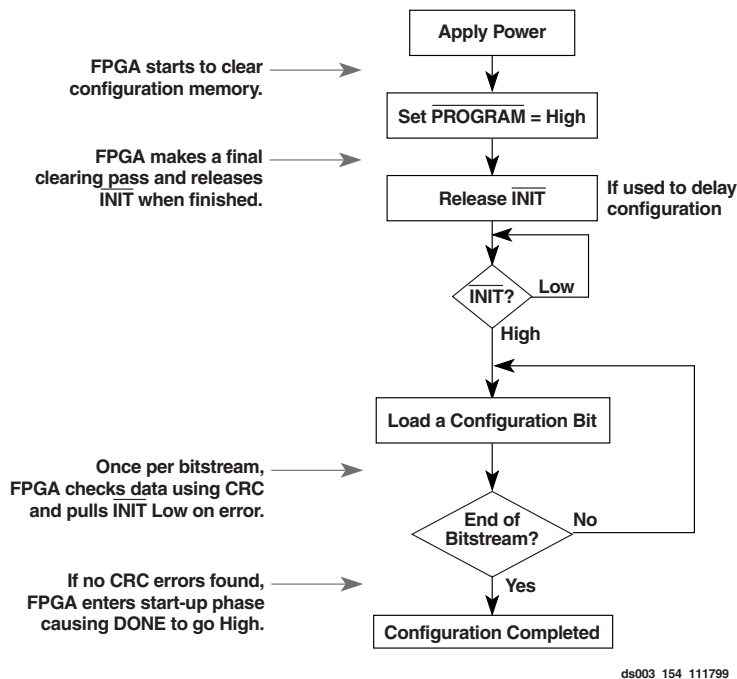 Apply Power
FPGA starts to clear
configuration memory.
Set PROGRAM = High
FPGA makes a final
clearing pass and releases
INIT when finished.
Release INIT
If used to delay
configuration
INIT?
Low
High
Load a Configuration Bit
Once per bitstream,
FPGA checks data using CRC
and pulls INIT Low on error.
End of
Bitstream?
No
Yes
If no CRC errors found,
FPGA enters start-up phase
causing DONE to go High.
Configuration Completed
ds003_154_111799